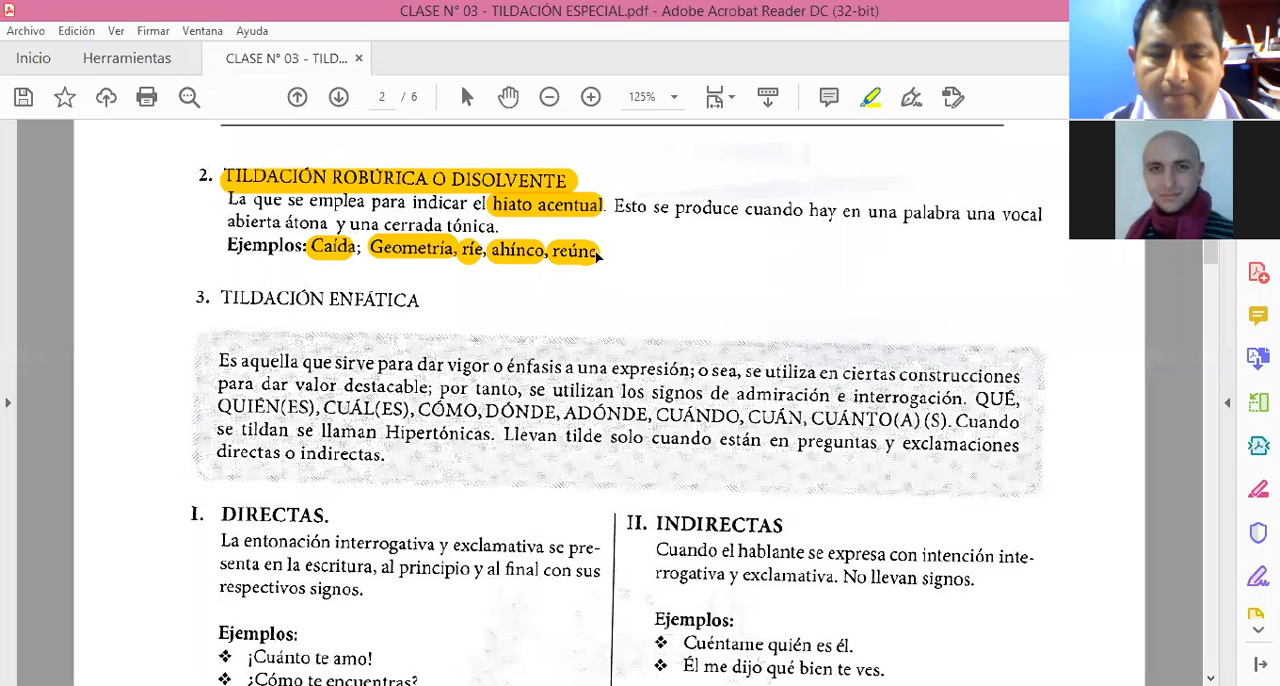 CLASE N° 03 - TILDACIÓN ESPECIAL.pdf - Adobe Acrobat Reader DC (32-bit)
Archivo Edición Ver Firmar Ventana Ayuda
Inicio Herramientas CLASE N° 03 - TILD... ×
2 / 6 125%
2. TILDACIÓN ROBÚRICA O DISOLVENTE
La que se emplea para indicar el hiato acentual. Esto se produce cuando hay en una palabra una vocal
abierta átona y una cerrada tónica.
Ejemplos: Caída; Geometría, ríe, ahínco, reúne
3. TILDACIÓN ENFÁTICA
Es aquella que sirve para dar vigor o énfasis a una expresión; o sea, se utiliza en ciertas construcciones
para dar valor destacable; por tanto, se utilizan los signos de admiración e interrogación. QUÉ,
QUIÉN(ES), CUÁL(ES), CÓMO, DÓNDE, ADÓNDE, CUÁNDO, CUÁN, CUÁNTO(A) (S). Cuando
se tildan se llaman Hipertónicas. Llevan tilde solo cuando están en preguntas y exclamaciones
directas o indirectas.
I. DIRECTAS.
La entonación interrogativa y exclamativa se pre-
senta en la escritura, al principio y al final con sus
respectivos signos.
Ejemplos:
❖ ¡Cuánto te amo!
❖ ¿Cómo te encuentras?
II. INDIRECTAS
Cuando el hablante se expresa con intención inte-
rrogativa y exclamativa. No llevan signos.
Ejemplos:
❖ Cuéntame quién es él.
❖ Él me dijo qué bien te ves.